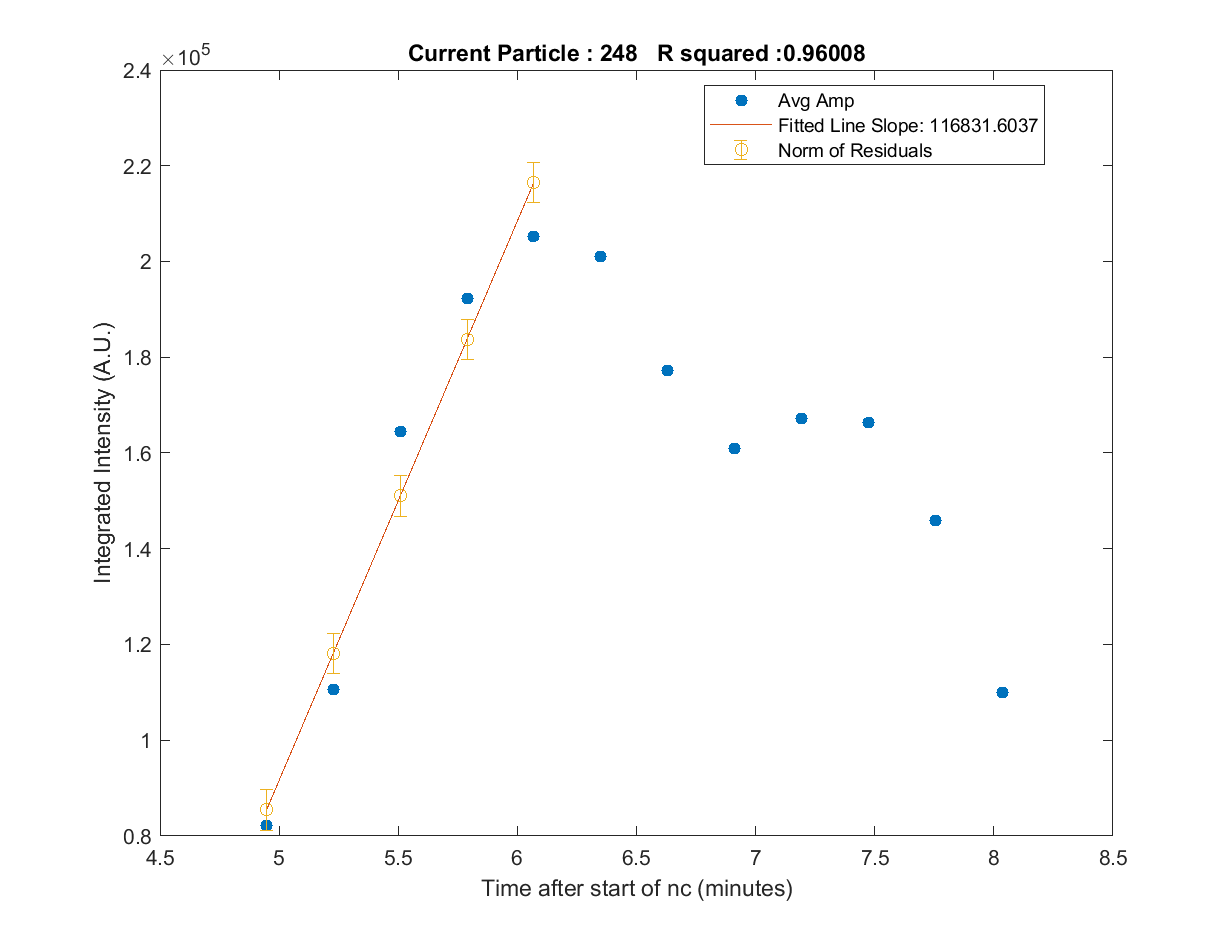 Current Particle : 248 R squared :0.96008
×10^5
2.4
2.2
2
1.8
1.6
1.4
1.2
1
0.8
Integrated Intensity (A.U.)
Avg Amp
Fitted Line Slope: 116831.6037
Norm of Residuals
4.5 5 5.5 6 6.5 7 7.5 8 8.5
Time after start of nc (minutes)